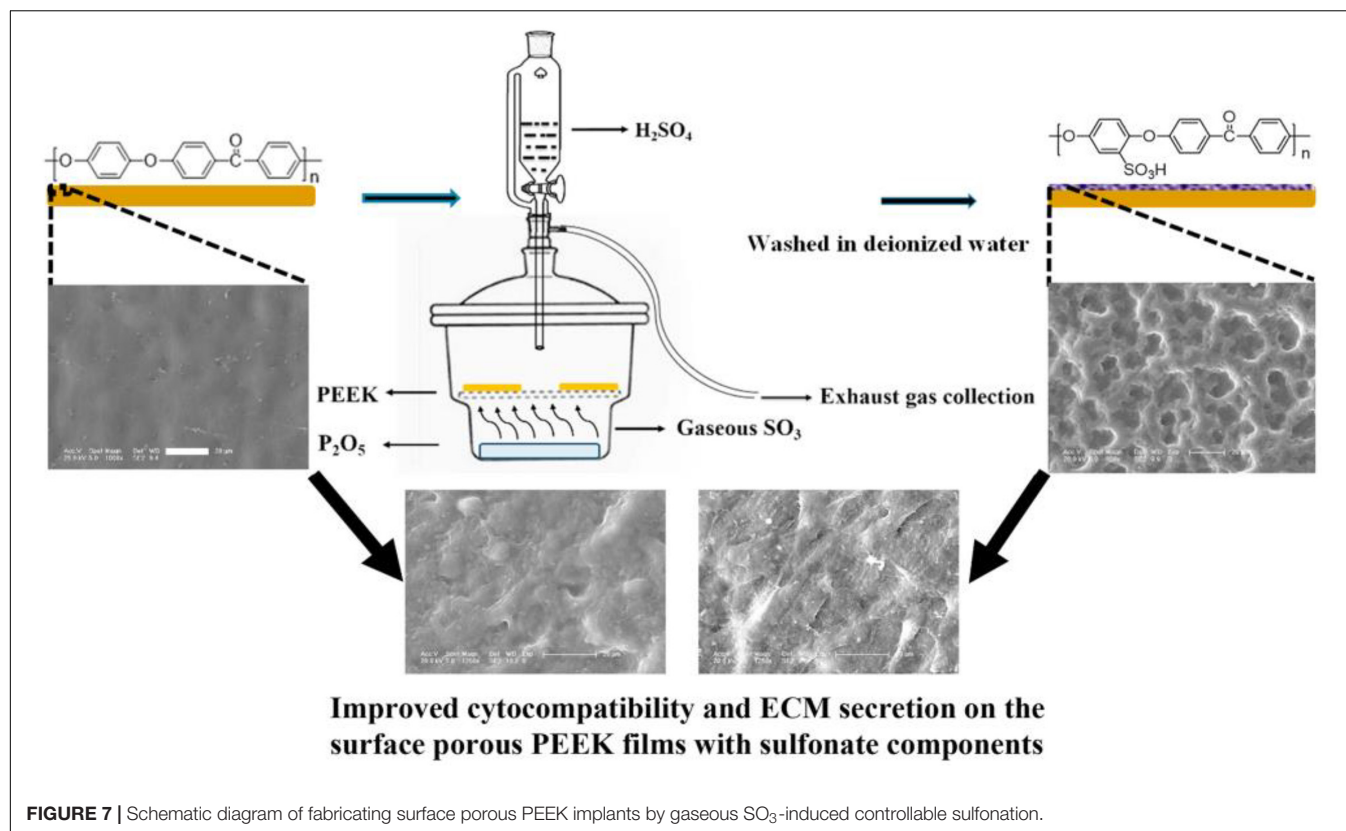 H₂SO₄
O
O
O
C
n
O
O
C
O
SO₃H
n
Washed in deionized water
PEEK
P₂O₅
Exhaust gas collection
Gaseous SO₃
Improved cytocompatibility and ECM secretion on the
surface porous PEEK films with sulfonate components
FIGURE 7 | Schematic diagram of fabricating surface porous PEEK implants by gaseous SO₃-induced controllable sulfonation.